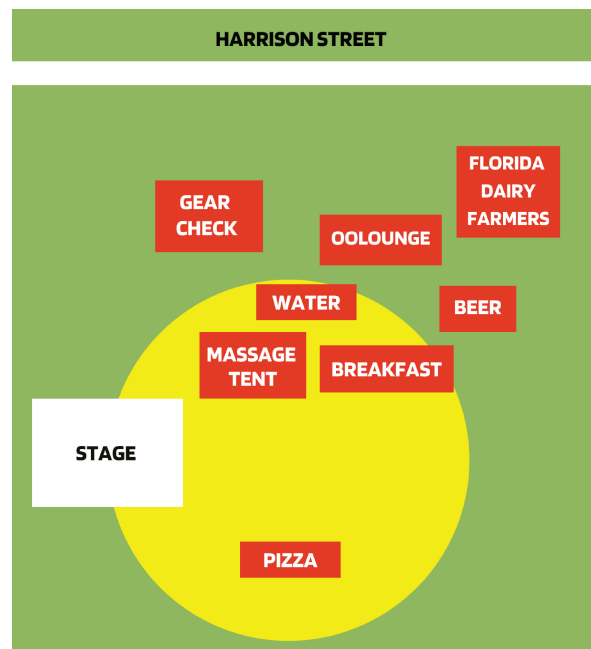 HARRISON STREET
FLORIDA
DAIRY
FARMERS
GEAR
CHECK
OOLOUNGE
WATER
BEER
MASSAGE
TENT
BREAKFAST
STAGE
PIZZA